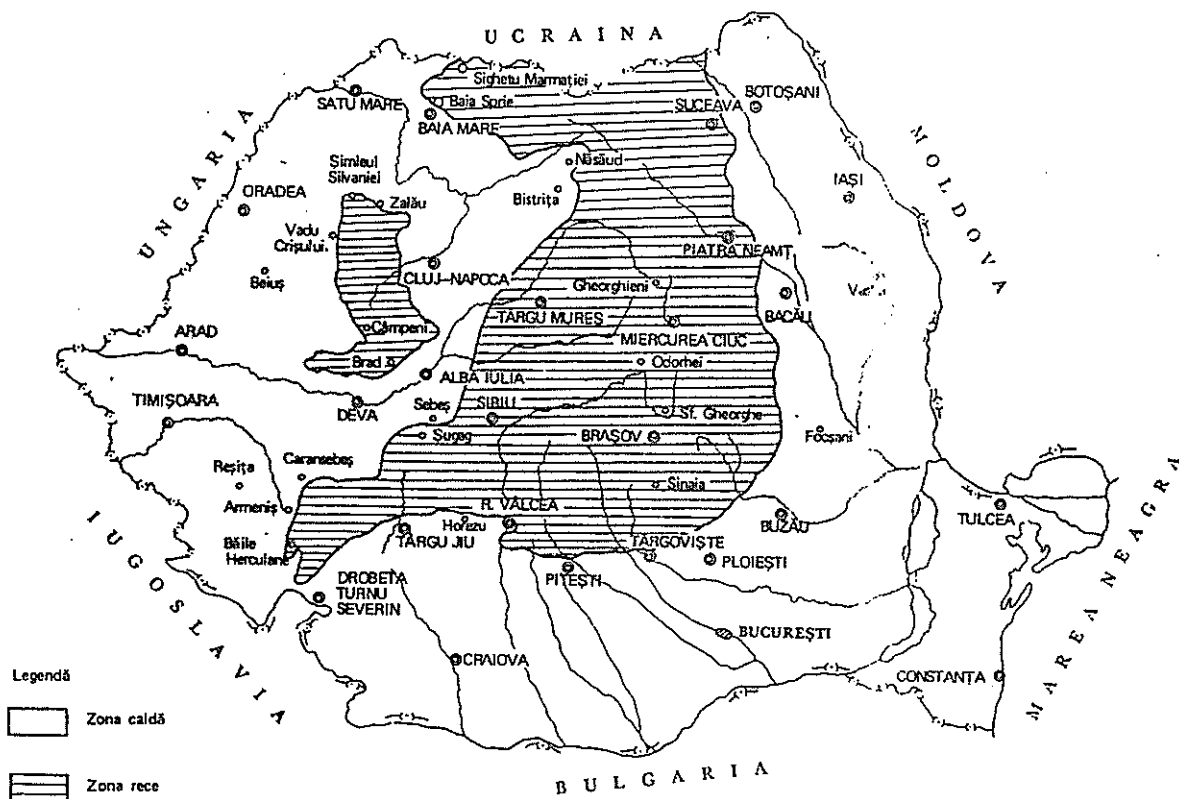 UCRAINA
Sighetu Marmației
SATU MARE
Baia Sprie
BAIA MARE
SUCEAVA
BOTOȘANI
UNGARIA
MOLDOVA
Șimleul
Silvaniei
Năsăud
IAȘI
ORADEA
Zalău
Bistrița
Vadu
Crișului
PIATRA NEAMȚ
Beiuș
CLUJ-NAPOCA
Gheorghieni
TÂRGU MUREȘ
BACĂU
Câmpeni
MIERCUREA CIUC
ARAD
Brad
Odorhei
ALBA IULIA
TIMIȘOARA
DEVA
Sebeș
SIBIU
Sf. Gheorghe
Șugag
BRAȘOV
Focșani
Reșița
Caransebeș
Sinaia
Armeniș
R. VÂLCEA
TULCEA
Horezu
BUZĂU
IUGOSLAVIA
Băile
Herculane
TÂRGU JIU
TÂRGOVIȘTE
PLOIEȘTI
MAREA NEAGRĂ
DROBETA
TURNU
SEVERIN
PITEȘTI
BUCUREȘTI
CRAIOVA
CONSTANȚA
Legendă
Zona caldă
BULGARIA
Zona rece